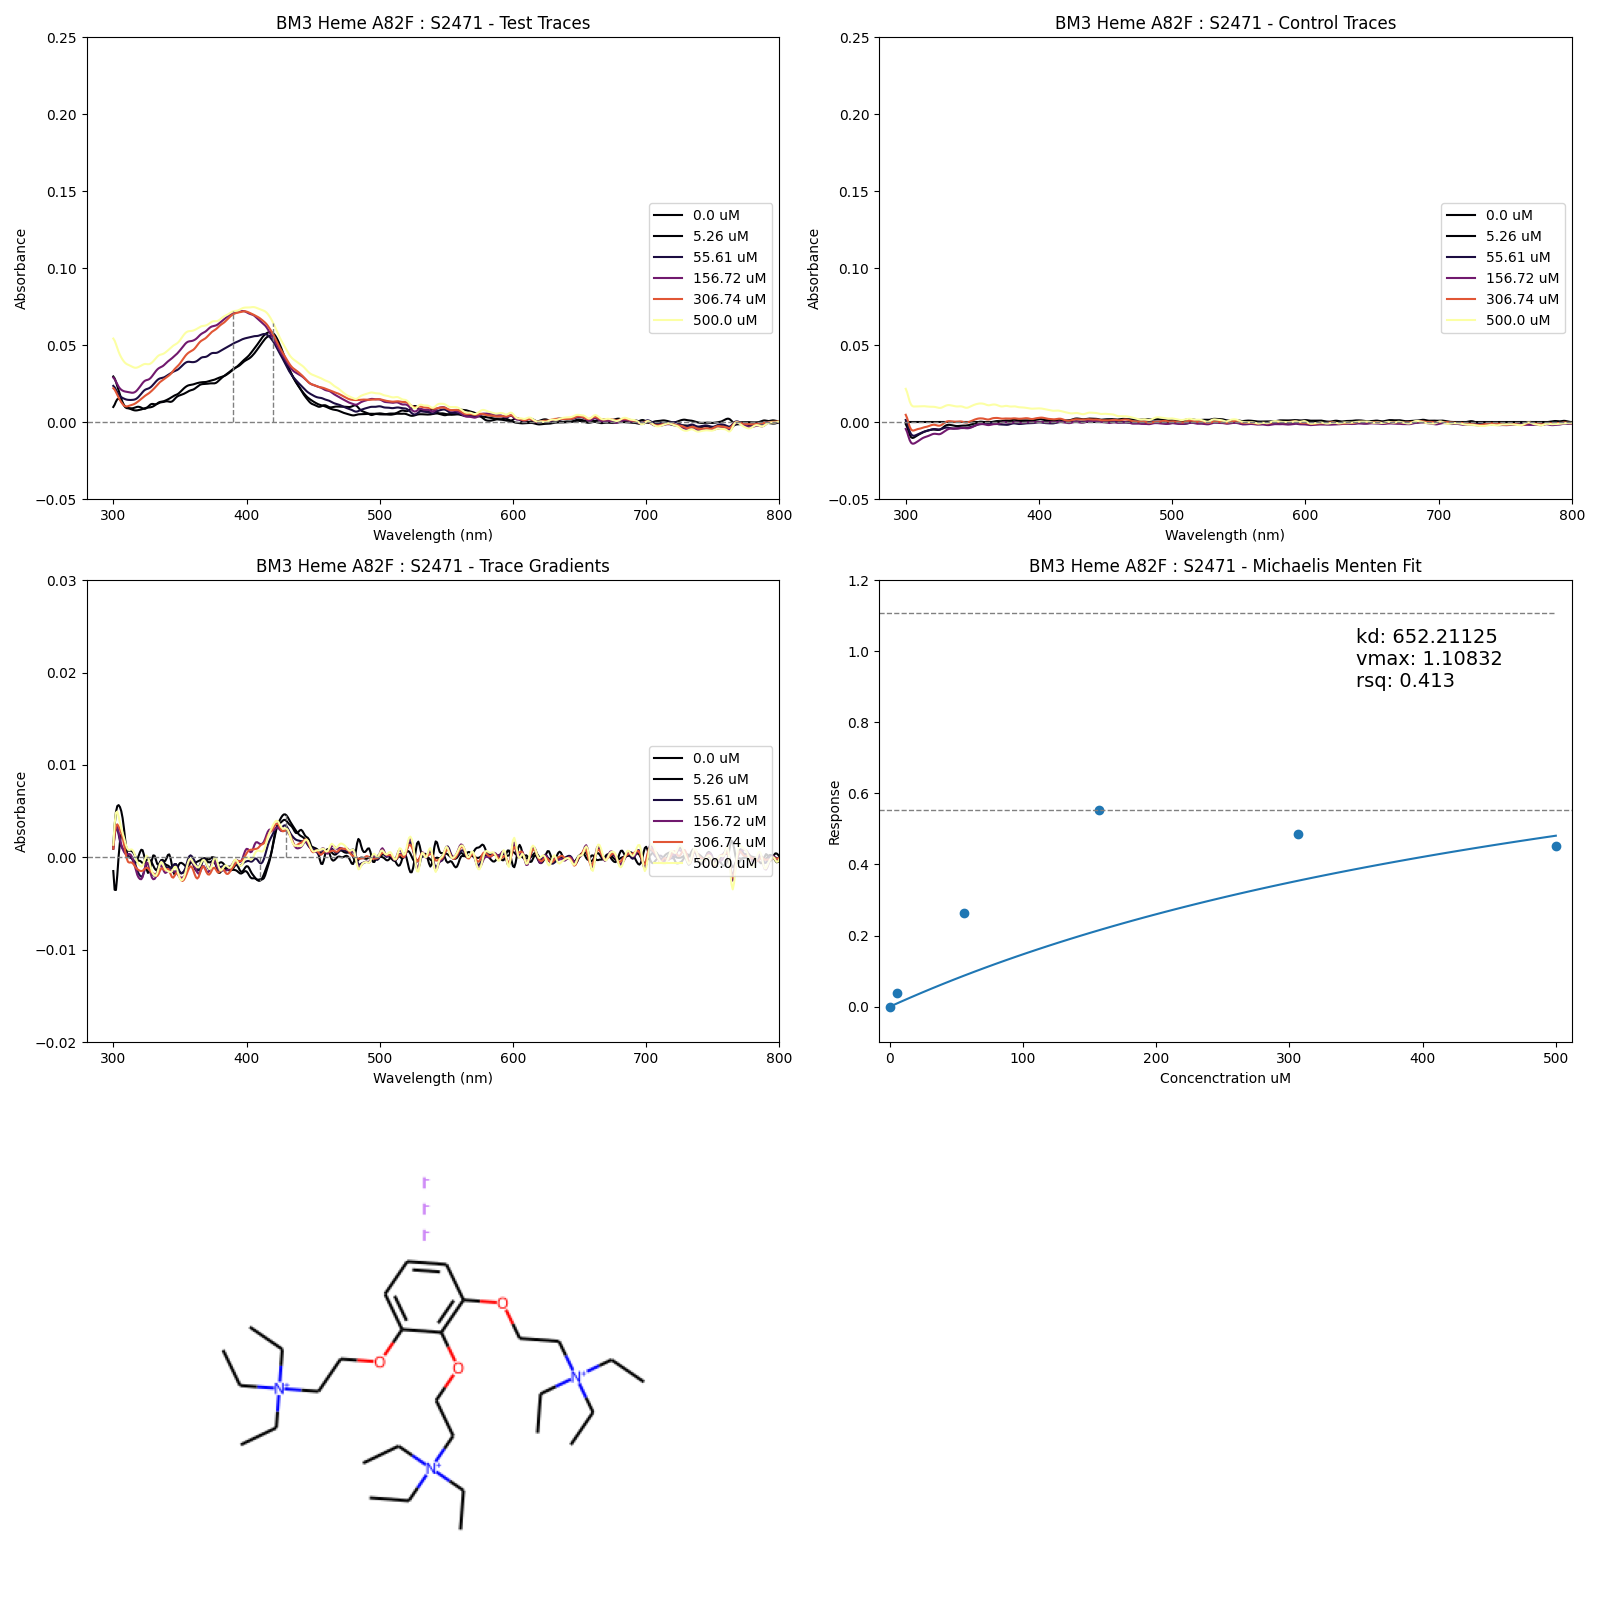 BM3 Heme A82F : S2471 - Test Traces
Absorbance
0.25
0.20
0.15
0.10
0.05
0.00
−0.05
300 400 500 600 700 800
Wavelength (nm)
0.0 uM
5.26 uM
55.61 uM
156.72 uM
306.74 uM
500.0 uM
BM3 Heme A82F : S2471 - Control Traces
Absorbance
0.25
0.20
0.15
0.10
0.05
0.00
−0.05
300 400 500 600 700 800
Wavelength (nm)
0.0 uM
5.26 uM
55.61 uM
156.72 uM
306.74 uM
500.0 uM
BM3 Heme A82F : S2471 - Trace Gradients
Absorbance
0.03
0.02
0.01
0.00
−0.01
−0.02
300 400 500 600 700 800
Wavelength (nm)
0.0 uM
5.26 uM
55.61 uM
156.72 uM
306.74 uM
500.0 uM
BM3 Heme A82F : S2471 - Michaelis Menten Fit
Response
1.2
1.0
0.8
0.6
0.4
0.2
0.0
0 100 200 300 400 500
Concenctration uM
kd: 652.21125
vmax: 1.10832
rsq: 0.413
I-
I-
I-
O
O
O
N+
N+
N+